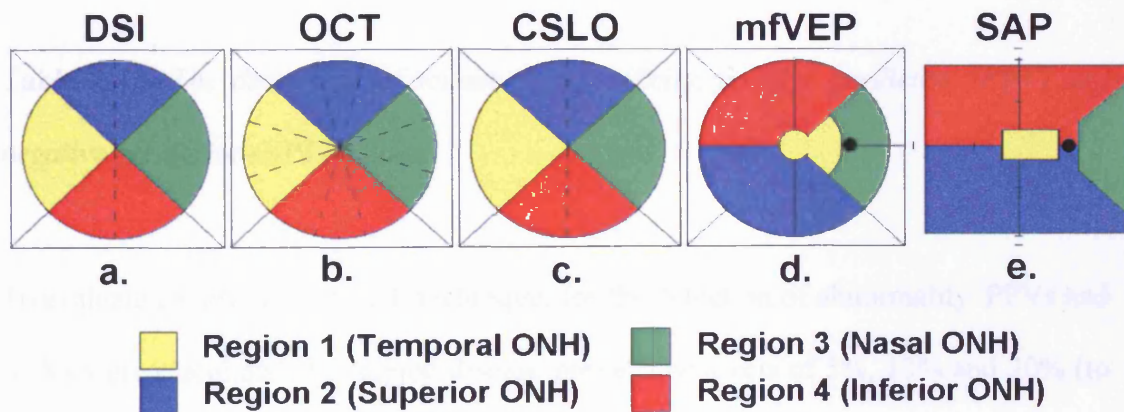 DSI OCT CSLO mfVEP SAP
a. b. c. d. e.
Region 1 (Temporal ONH) Region 3 (Nasal ONH)
Region 2 (Superior ONH) Region 4 (Inferior ONH)